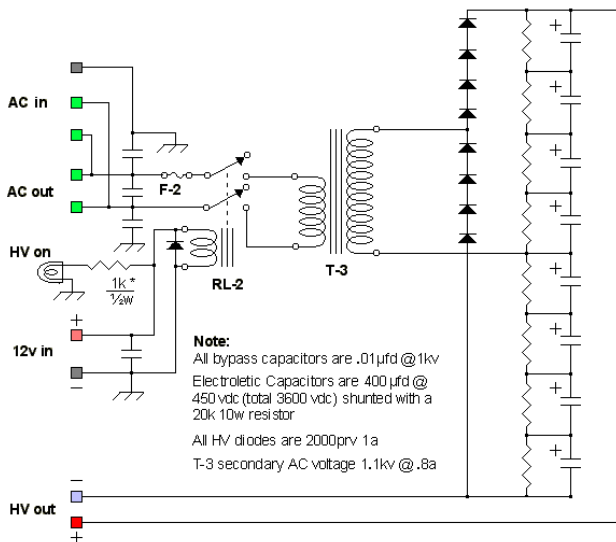 AC in
AC out
F-2
HV on
1k *
½w
RL-2
T-3
+
12v in
−
Note:
All bypass capacitors are .01µfd @1kv
Electroletic Capacitors are 400 µfd @
450 vdc (total 3600 vdc) shunted with a
20k 10w resistor
All HV diodes are 2000prv 1a
T-3 secondary AC voltage 1.1kv @ .8a
−
HV out
+
+
+
+
+
+
+
+
+